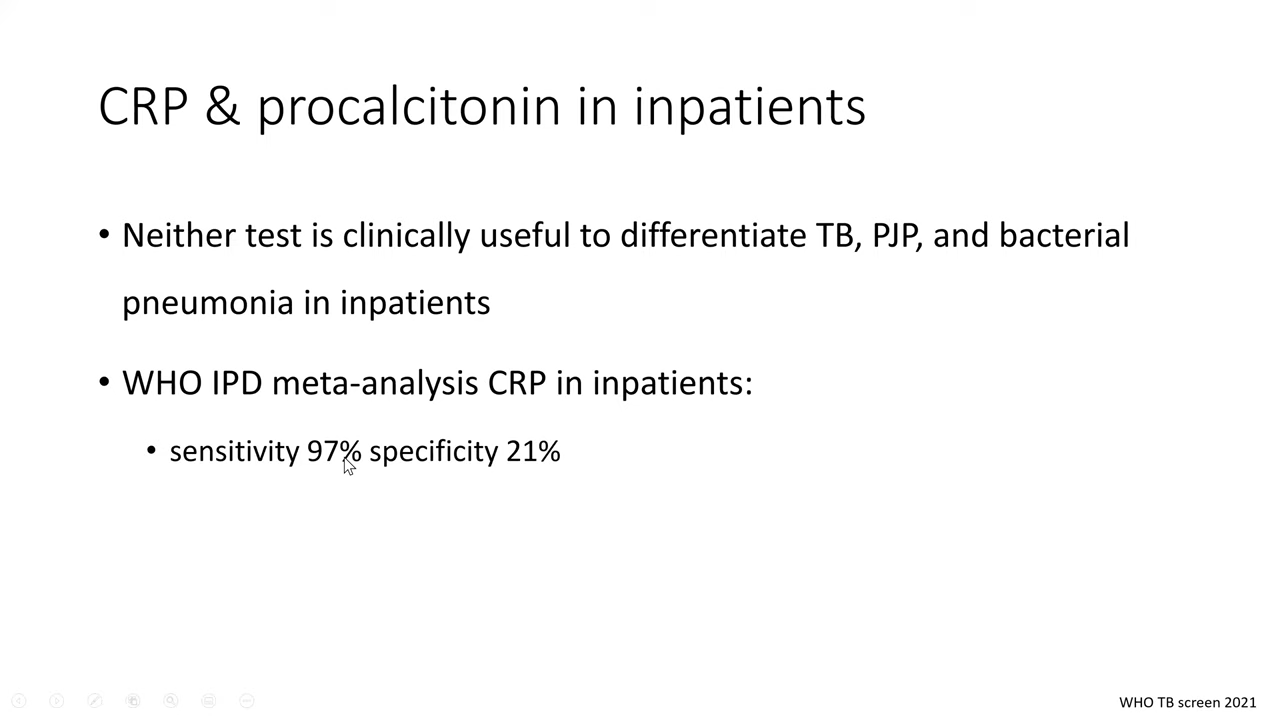 CRP & procalcitonin in inpatients
• Neither test is clinically useful to differentiate TB, PJP, and bacterial
pneumonia in inpatients
• WHO IPD meta-analysis CRP in inpatients:
• sensitivity 97% specificity 21%
WHO TB screen 2021